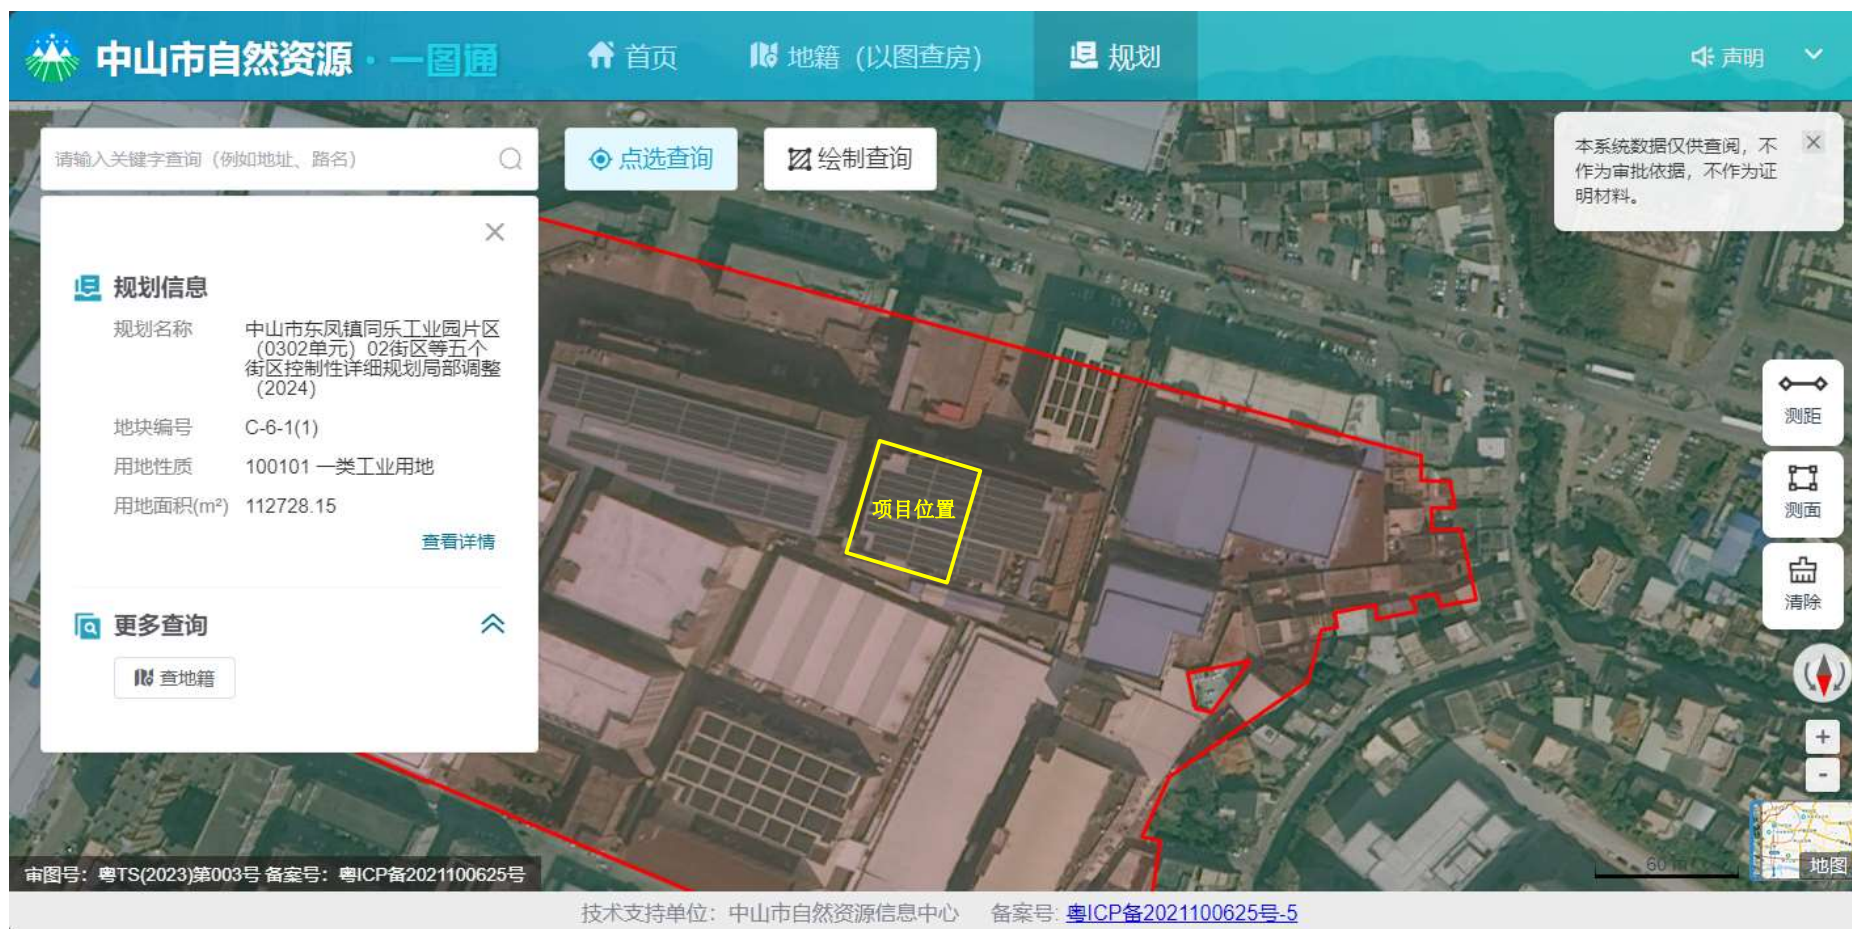 中山市自然资源·一图通
首页
地籍（以图查房）
规划
声明
请输入关键字查询（例如地址、路名）
点选查询
绘制查询
本系统数据仅供查阅，不
作为审批依据，不作为证
明材料。
规划信息
规划名称
中山市东凤镇同乐工业园片区
（0302单元）02街区等五个
街区控制性详细规划局部调整
（2024）
地块编号
C-6-1(1)
用地性质
100101 一类工业用地
用地面积(m²)
112728.15
查看详情
更多查询
查地籍
项目位置
测距
测面
清除
+
-
60 m
地图
审图号：粤TS(2023)第003号 备案号：粤ICP备2021100625号
技术支持单位：中山市自然资源信息中心 备案号: 粤ICP备2021100625号-5